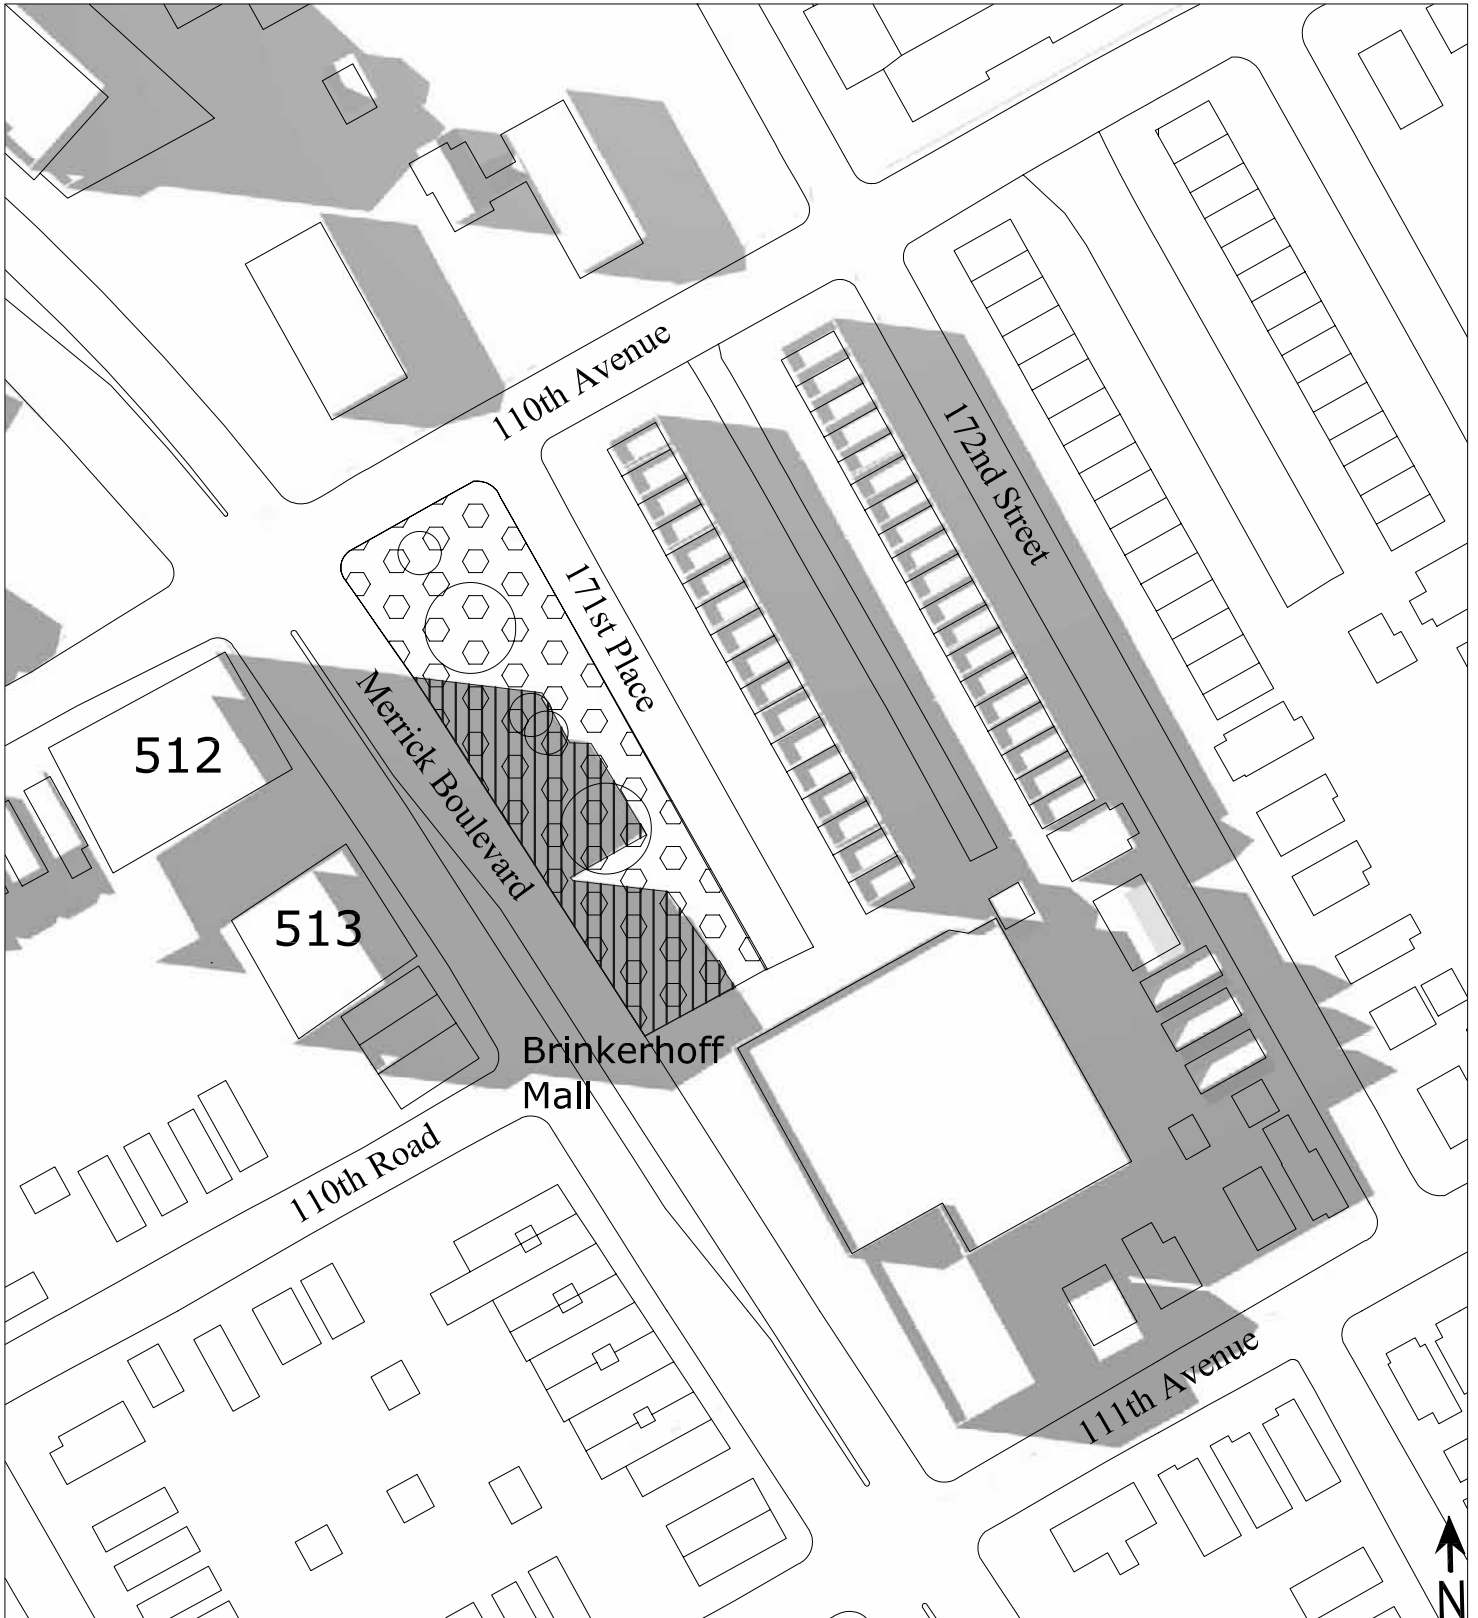 110th Avenue
172nd Street
171st Place
Merrick Boulevard
512
513
Brinkerhoff
Mall
110th Road
111th Avenue
N